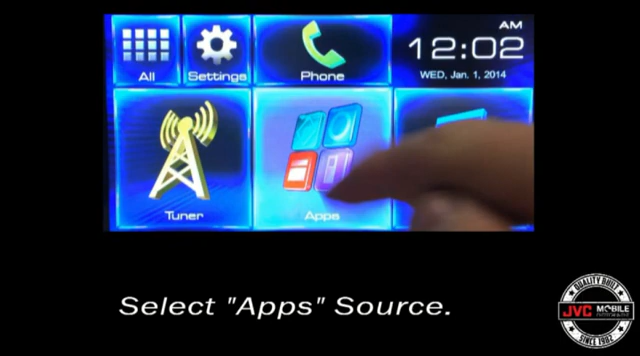 AM
12:02
WED, Jan. 1, 2014
All
Settings
Phone
Tuner
Apps
Select "Apps" Source.
QUALITY BUILT
JVC MOBILE
SINCE 1982